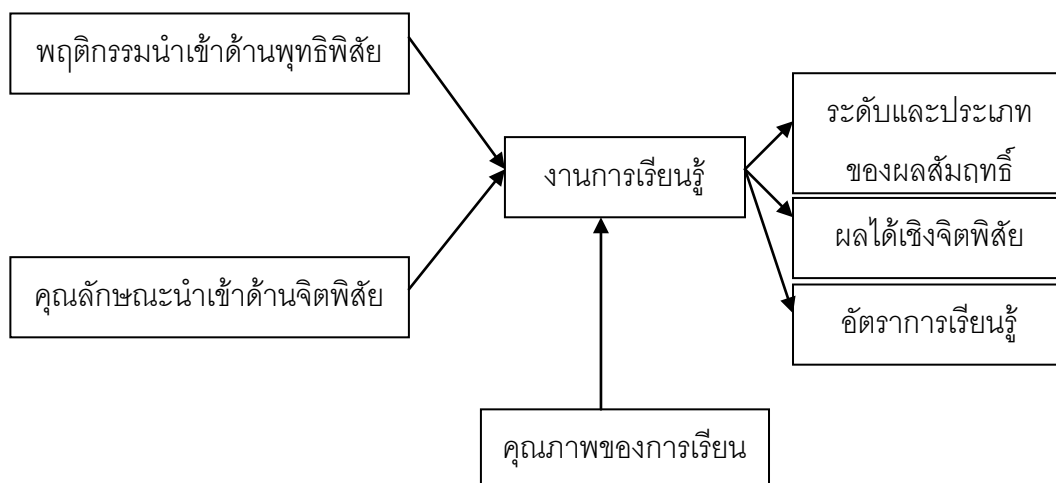 พฤติกรรมนำเข้าด้านพุทธิพิสัย
คุณลักษณะนำเข้าด้านจิตพิสัย
งานการเรียนรู้
คุณภาพของการเรียน
ระดับและประเภท
ของผลสัมฤทธิ์
ผลได้เชิงจิตพิสัย
อัตราการเรียนรู้